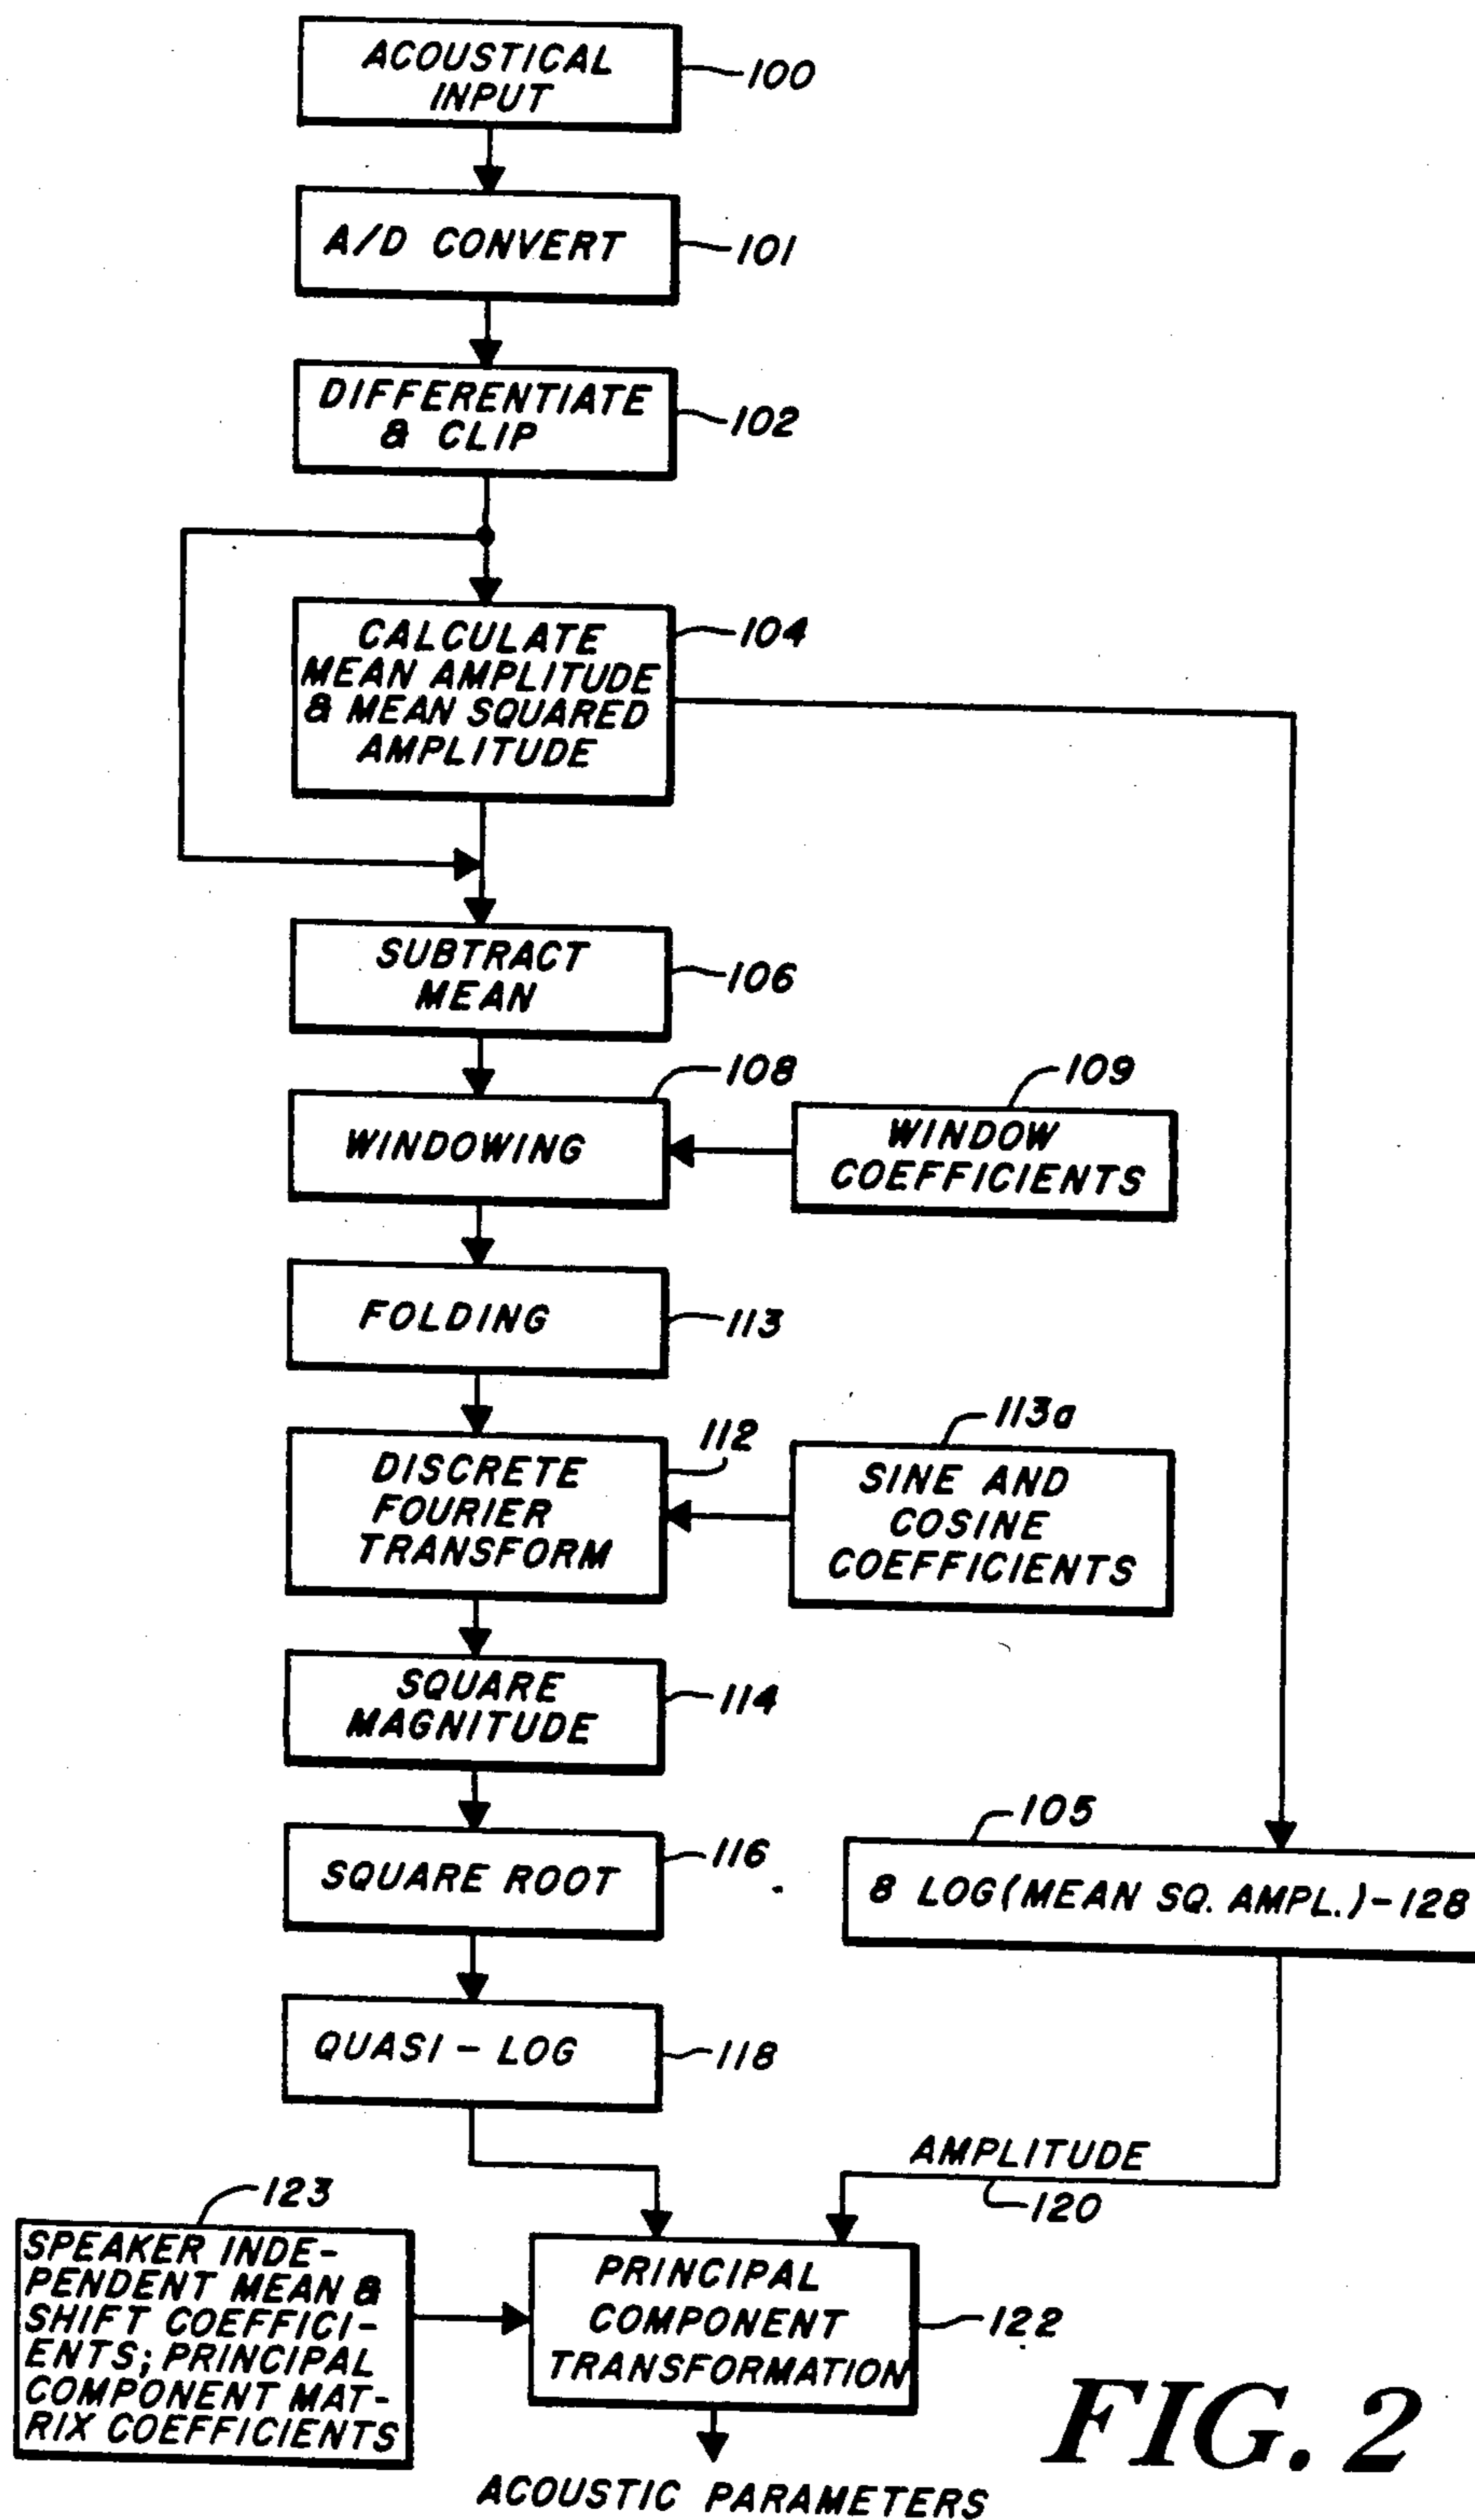 ACOUSTICAL
INPUT
100
A/D CONVERT
101
DIFFERENTIATE
& CLIP
102
CALCULATE
MEAN AMPLITUDE
& MEAN SQUARED
AMPLITUDE
104
SUBTRACT
MEAN
106
WINDOWING
108
WINDOW
COEFFICIENTS
109
FOLDING
113
DISCRETE
FOURIER
TRANSFORM
112
SINE AND
COSINE
COEFFICIENTS
113a
SQUARE
MAGNITUDE
114
SQUARE ROOT
116
105
8 LOG(MEAN SQ. AMPL.)-128
QUASI - LOG
118
AMPLITUDE
120
123
SPEAKER INDE-
PENDENT MEAN &
SHIFT COEFFICI-
ENTS; PRINCIPAL
COMPONENT MAT-
RIX COEFFICIENTS
PRINCIPAL
COMPONENT
TRANSFORMATION
122
ACOUSTIC PARAMETERS
FIG. 2